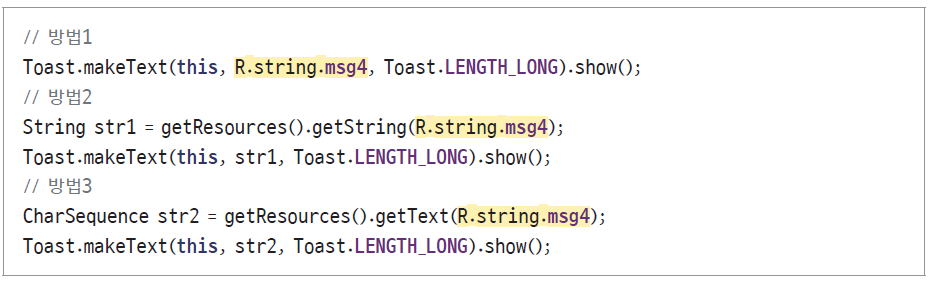 // 방법1
Toast.makeText(this, R.string.msg4, Toast.LENGTH_LONG).show();
// 방법2
String str1 = getResources().getString(R.string.msg4);
Toast.makeText(this, str1, Toast.LENGTH_LONG).show();
// 방법3
CharSequence str2 = getResources().getText(R.string.msg4);
Toast.makeText(this, str2, Toast.LENGTH_LONG).show();